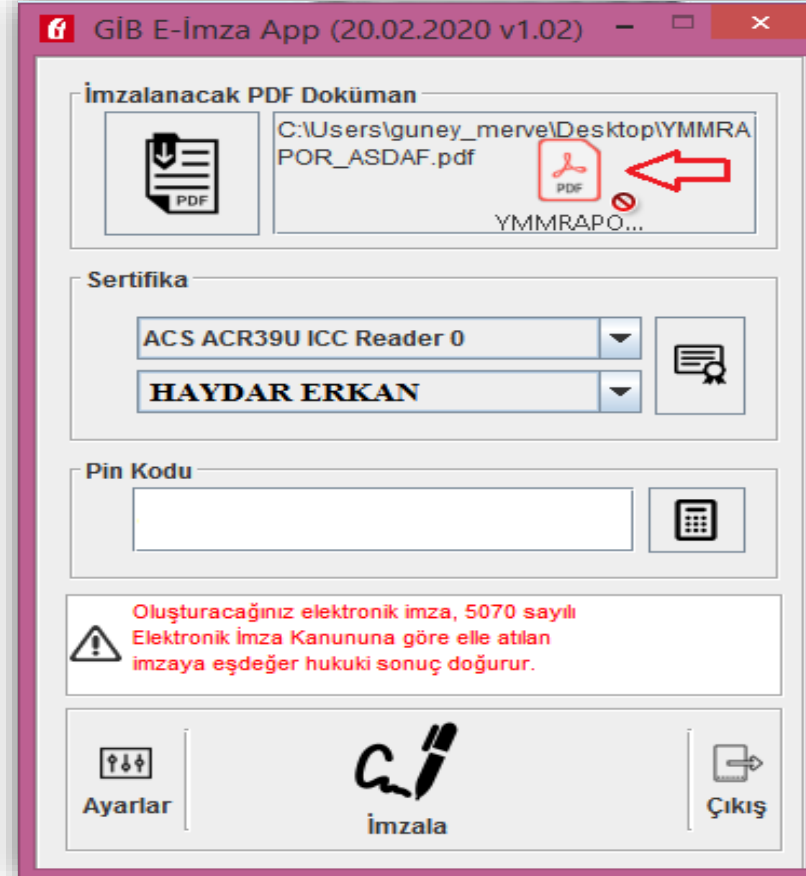 GİB E-İmza App (20.02.2020 v1.02)
İmzalanacak PDF Doküman
PDF
C:\Users\guney_merve\Desktop\YMMRA
POR_ASDAF.pdf
PDF
YMMRAPO...
Sertifika
ACS ACR39U ICC Reader 0
HAYDAR ERKAN
Pin Kodu
Oluşturacağınız elektronik imza, 5070 sayılı
Elektronik İmza Kanununa göre elle atılan
imzaya eşdeğer hukuki sonuç doğurur.
Ayarlar
İmzala
Çıkış